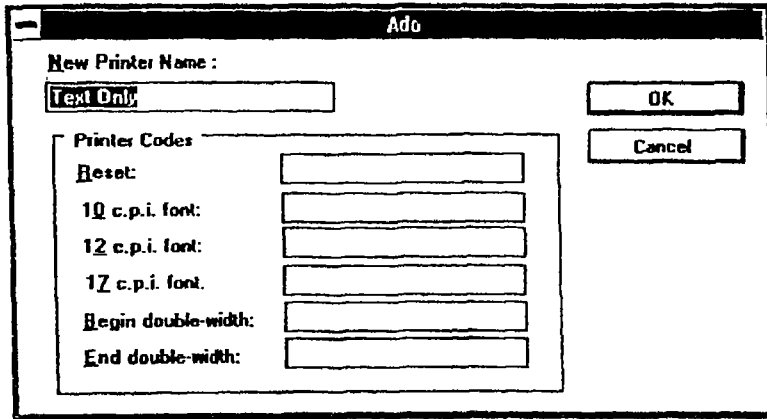 Ado
New Printer Name :
Text Only
OK
Cancel
Printer Codes
Reset:
10 c.p.i. font:
12 c.p.i. font:
17 c.p.i. font.
Begin double-width:
End double-width: